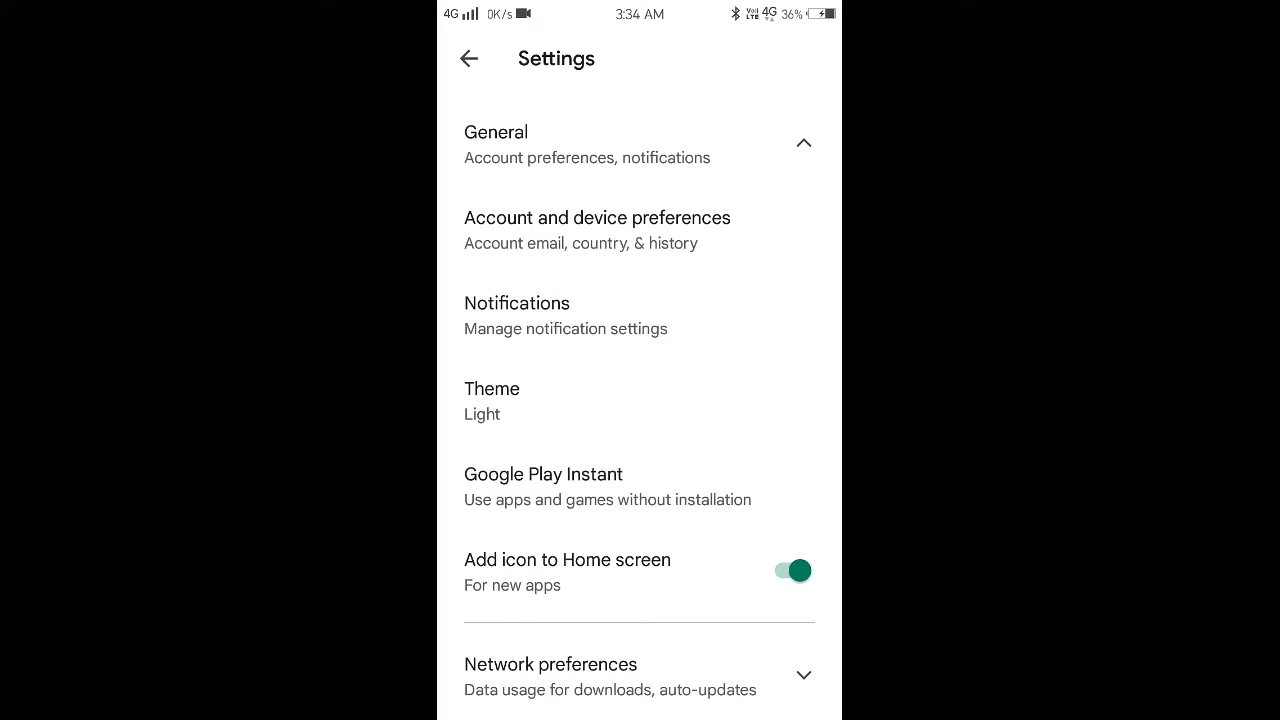 4G 0K/s 3:34 AM Vo) LTE 4G 36%
Settings
General
Account preferences, notifications
Account and device preferences
Account email, country, & history
Notifications
Manage notification settings
Theme
Light
Google Play Instant
Use apps and games without installation
Add icon to Home screen
For new apps
Network preferences
Data usage for downloads, auto-updates